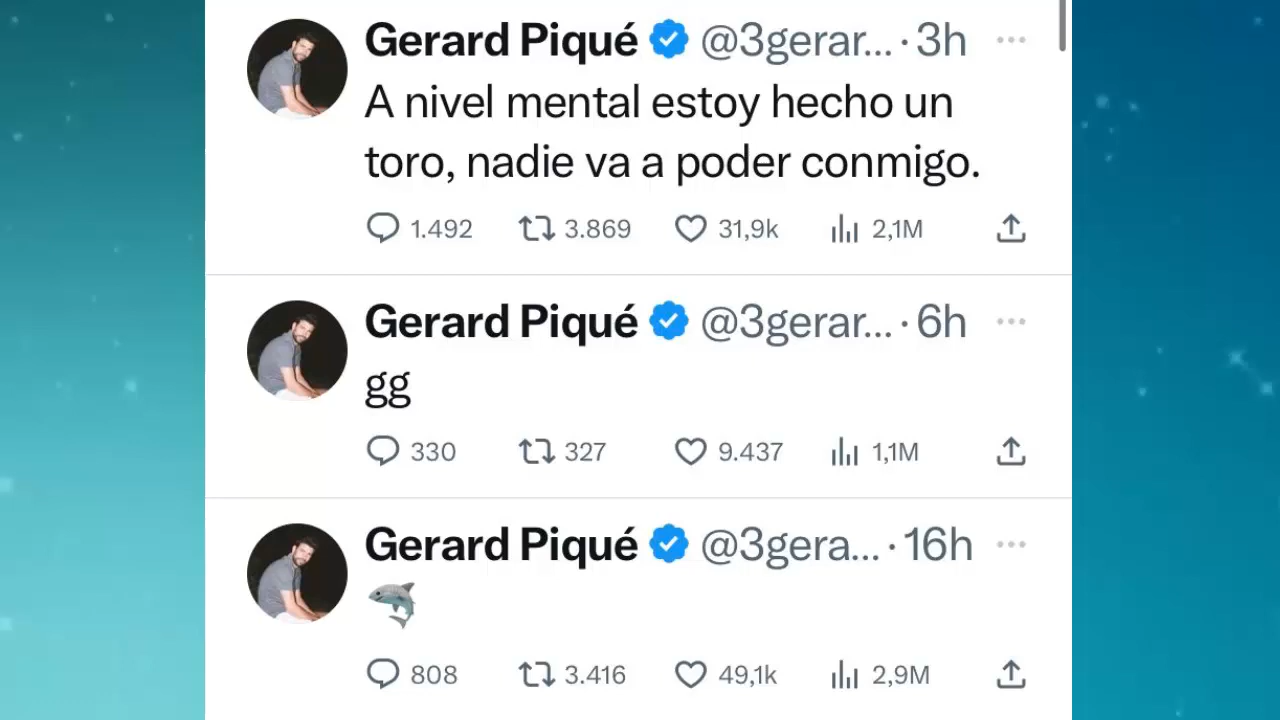 Gerard Piqué @3gerar... · 3h
A nivel mental estoy hecho un
toro, nadie va a poder conmigo.
1.492 3.869 31,9k 2,1M
Gerard Piqué @3gerar... · 6h
gg
330 327 9.437 1,1M
Gerard Piqué @3gera... · 16h
🦈
808 3.416 49,1k 2,9M